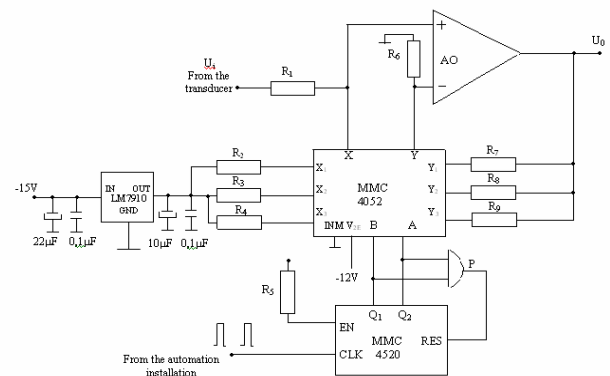 U₀
R₆
AO
+
−
Uₐ
From the
transducer
R₁
X Y
R₂
R₃
R₄
X₁
X₂
X₃
MMC
4052
Y₁
Y₂
Y₃
R₇
R₈
R₉
INM V B A
-15V
IN OUT
LM7910
GND
22µF 0,1µF 10µF 0,1µF
-12V
P
R₅
Q₁ Q₂
EN
MMC
4520
RES
CLK
From the automation
installation